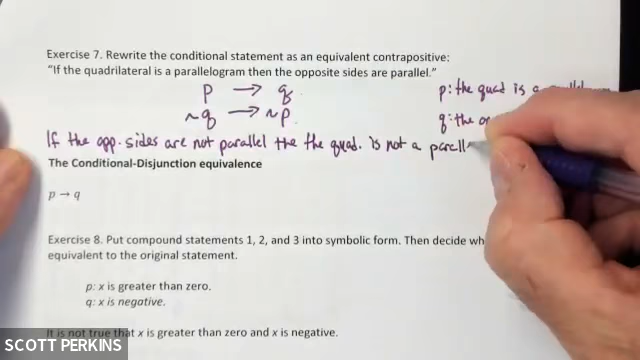 Exercise 7. Rewrite the conditional statement as an equivalent contrapositive:
“If the quadrilateral is a parallelogram then the opposite sides are parallel.”
p → q
p: the quad is a
~q → ~p.
q: the
If the opp. sides are not parallel the the quad. is not a parall
The Conditional-Disjunction equivalence
p → q
Exercise 8. Put compound statements 1, 2, and 3 into symbolic form. Then decide
equivalent to the original statement.
p: x is greater than zero.
q: x is negative.
It is not true that x is greater than zero and x is negative.
SCOTT PERKINS